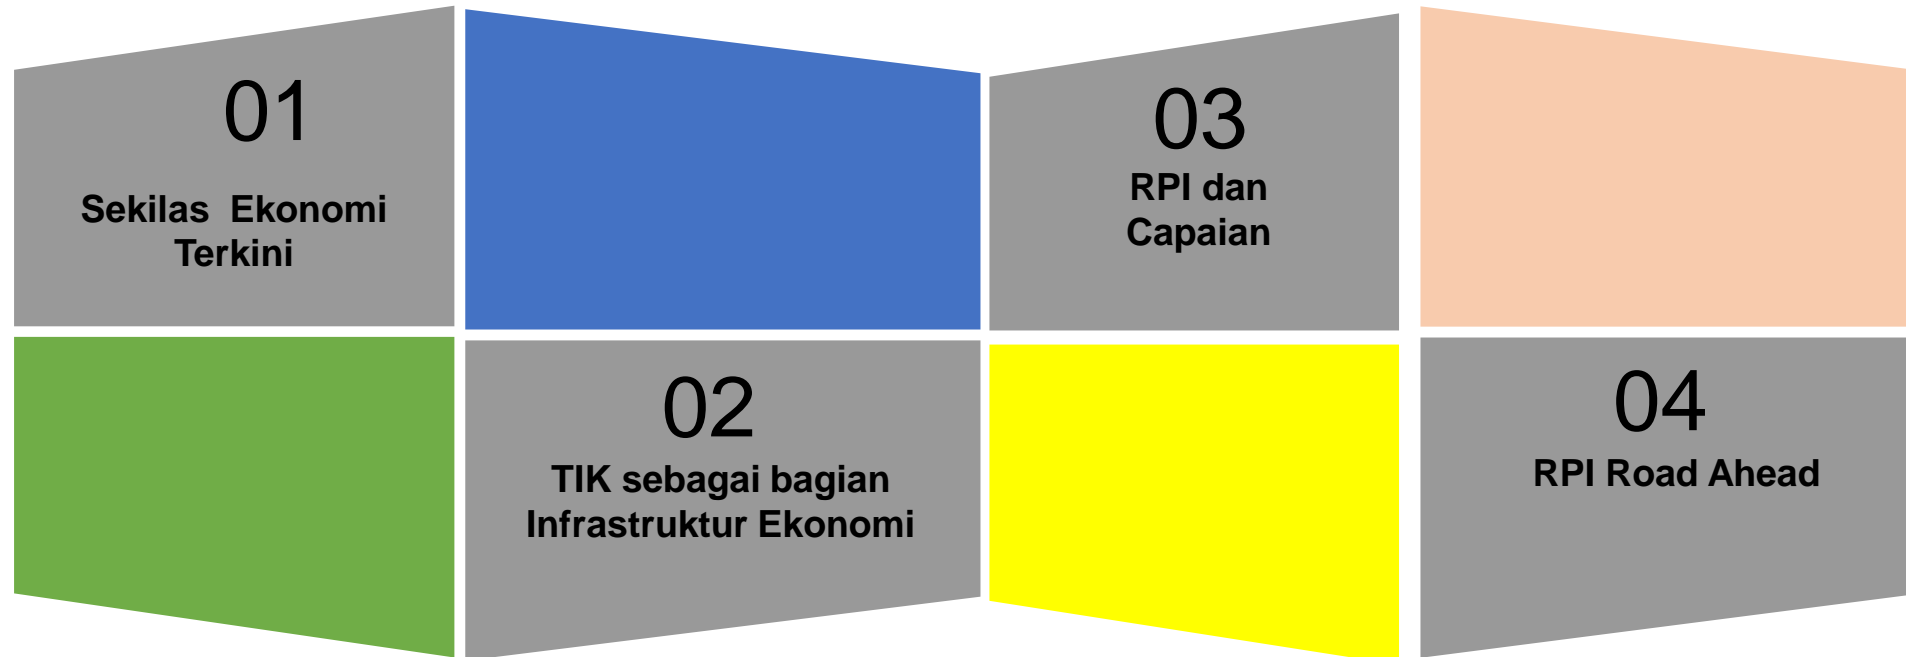 01
Sekilas Ekonomi
Terkini
02
TIK sebagai bagian
Infrastruktur Ekonomi
03
RPI dan
Capaian
04
RPI Road Ahead